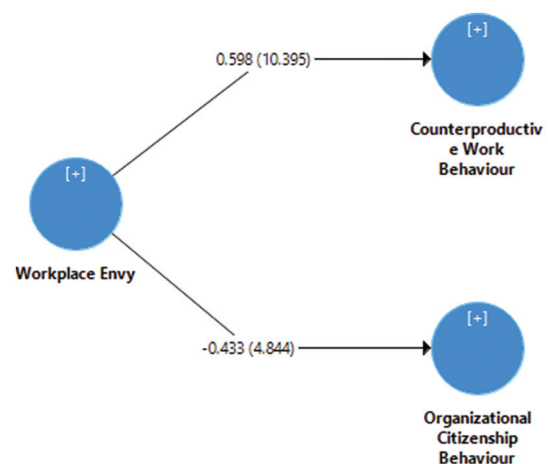 [+]
0.598 (10.395)
Counterproductiv
e Work
Behaviour
[+]
Workplace Envy
-0.433 (4.844)
[+]
Organizational
Citizenship
Behaviour